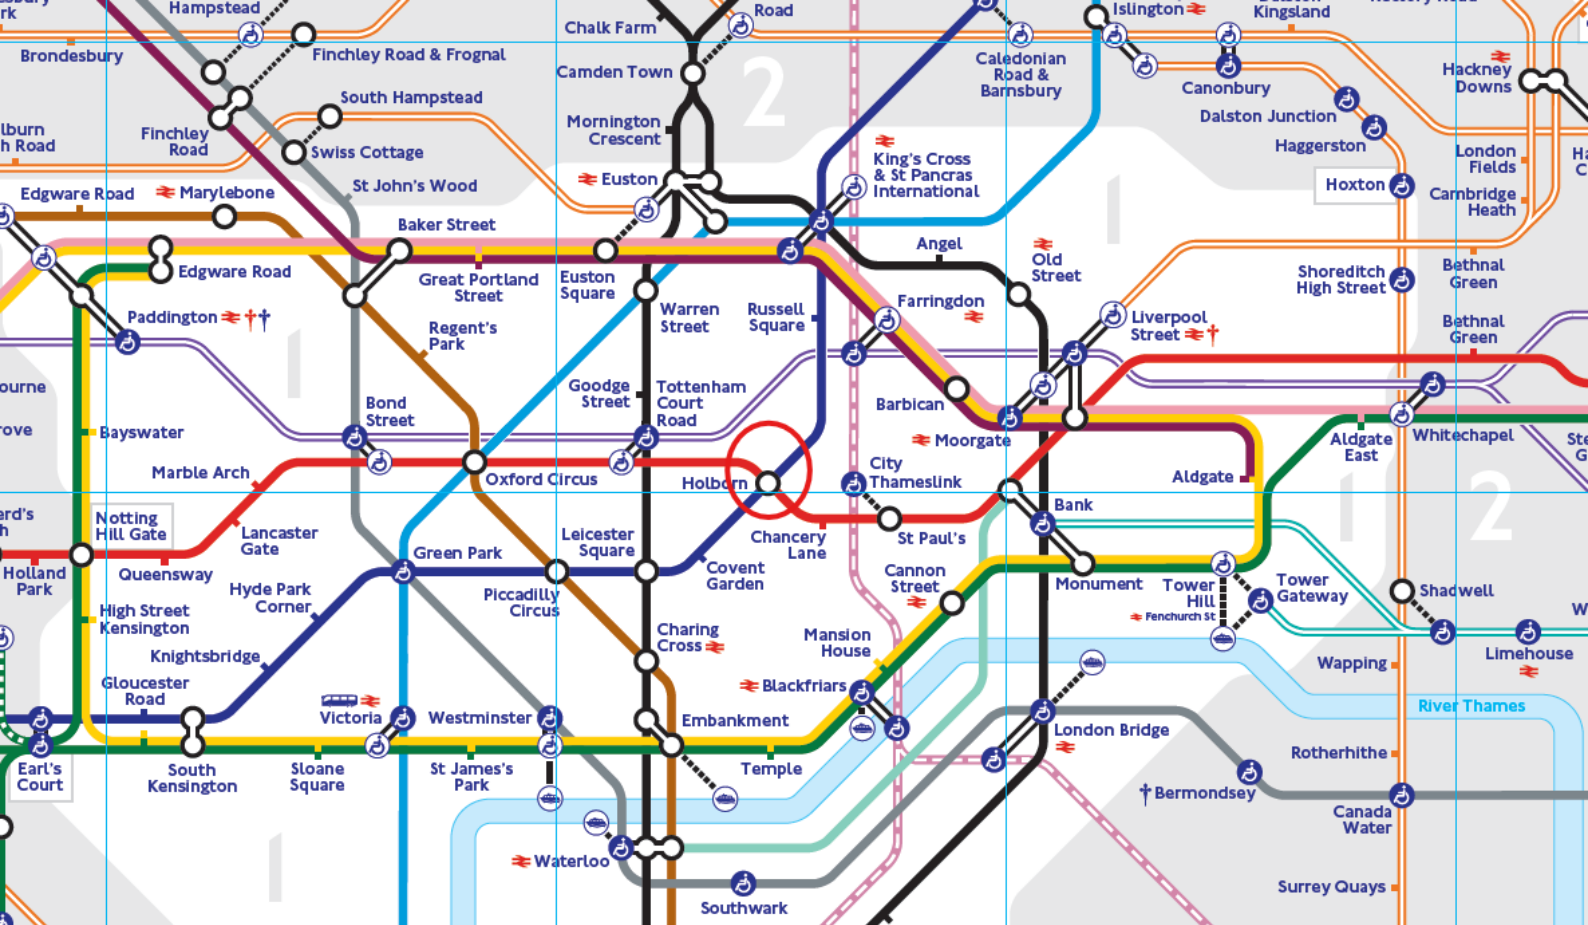 Hampstead
Brondesbury
Finchley Road & Frognal
South Hampstead
Finchley
Road
Swiss Cottage
St John's Wood
Chalk Farm
Road
Camden Town
2
Mornington
Crescent
Euston
Islington
Kingsland
Caledonian
Road &
Barnsbury
Canonbury
Dalston Junction
Haggerston
Hackney
Downs
London
Fields
Cambridge
Heath
Hoxton
King's Cross
& St Pancras
International
1
Edgware Road
Marylebone
Baker Street
Edgware Road
Great Portland
Street
Euston
Square
Warren
Street
Russell
Square
Angel
Old
Street
Farringdon
Liverpool
Street
Shoreditch
High Street
Bethnal
Green
Bethnal
Green
Paddington
1
Regent's
Park
Bond
Street
Goodge
Street
Tottenham
Court
Road
Barbican
Moorgate
Aldgate
Aldgate
East
Whitechapel
Bayswater
Marble Arch
Oxford Circus
Holborn
City
Thameslink
1
2
Notting
Hill Gate
Lancaster
Gate
Queensway
Holland
Park
Leicester
Square
Chancery
Lane
St Paul's
Bank
Green Park
Hyde Park
Corner
Piccadilly
Circus
Covent
Garden
Cannon
Street
Monument
Tower
Hill
Fenchurch St
Tower
Gateway
Shadwell
Limehouse
High Street
Kensington
Knightsbridge
Charing
Cross
Mansion
House
Wapping
Gloucester
Road
Victoria
Westminster
Embankment
Blackfriars
London Bridge
River Thames
Earl's
Court
South
Kensington
Sloane
Square
St James's
Park
Temple
Rotherhithe
Bermondsey
Canada
Water
1
Waterloo
Southwark
Surrey Quays